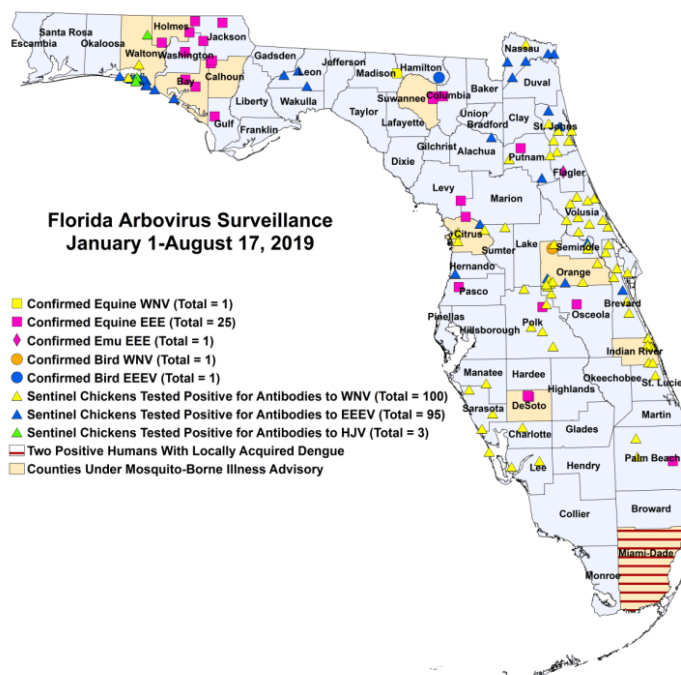 Holmes
Santa Rosa
Jackson
Escambia
Okaloosa
Walton
Washington
Gadsden
Jefferson
Hamilton
Nassau
Leon
Madison
Bay
Calhoun
Baker
Duval
Suwannee
Columbia
Liberty
Wakulla
Taylor
Union
Clay
Gulf
Franklin
Lafayette
Bradford
St. Johns
Gilchrist
Alachua
Putnam
Dixie
Flagler
Levy
Marion
Florida Arbovirus Surveillance
January 1-August 17, 2019
Volusia
Citrus
Lake
Sumter
Seminole
Hernando
Orange
Pasco
Brevard
Osceola
Pinellas
Hillsborough
Polk
Indian River
Manatee
Hardee
Okeechobee
Highlands
St. Lucie
Sarasota
DeSoto
Martin
Charlotte
Glades
Lee
Hendry
Palm Beach
Collier
Broward
Miami-Dade
Monroe
Confirmed Equine WNV (Total = 1)
Confirmed Equine EEE (Total = 25)
Confirmed Emu EEE (Total = 1)
Confirmed Bird WNV (Total = 1)
Confirmed Bird EEEV (Total = 1)
Sentinel Chickens Tested Positive for Antibodies to WNV (Total = 100)
Sentinel Chickens Tested Positive for Antibodies to EEEV (Total = 95)
Sentinel Chickens Tested Positive for Antibodies to HJV (Total = 3)
Two Positive Humans With Locally Acquired Dengue
Counties Under Mosquito-Borne Illness Advisory